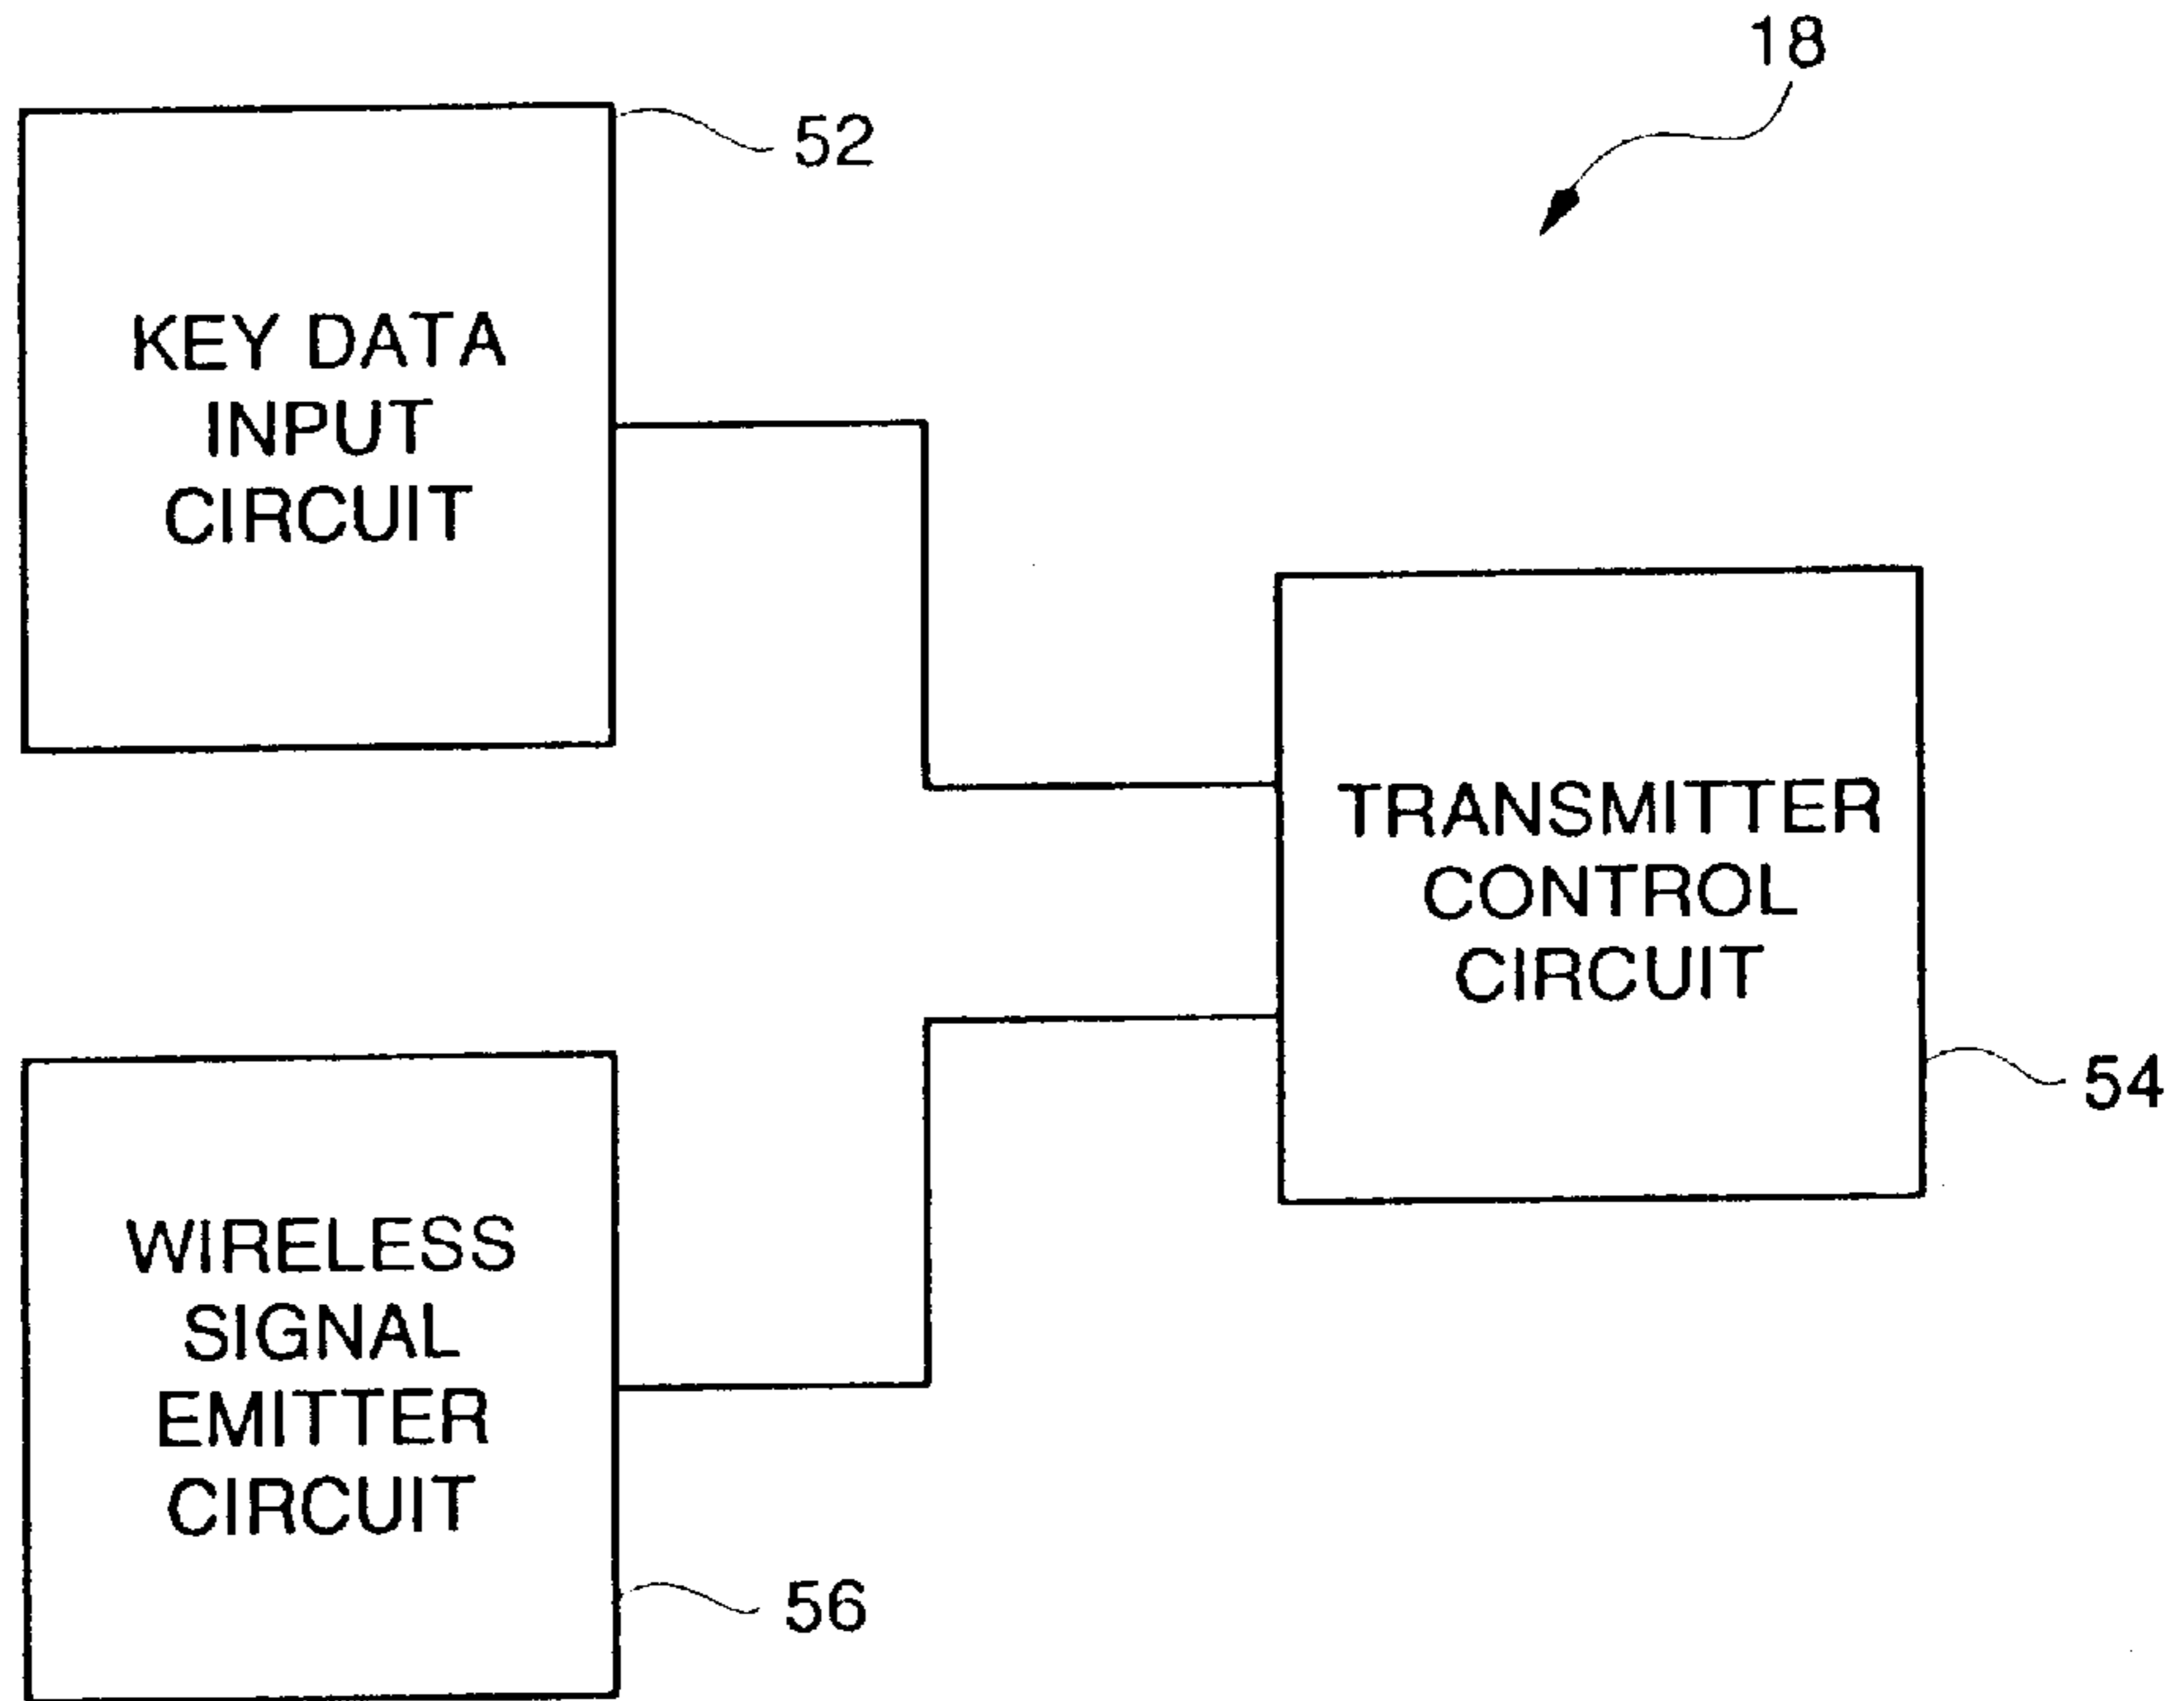 18
52
KEY DATA
INPUT
CIRCUIT
TRANSMITTER
CONTROL
CIRCUIT
54
WIRELESS
SIGNAL
EMITTER
CIRCUIT
56